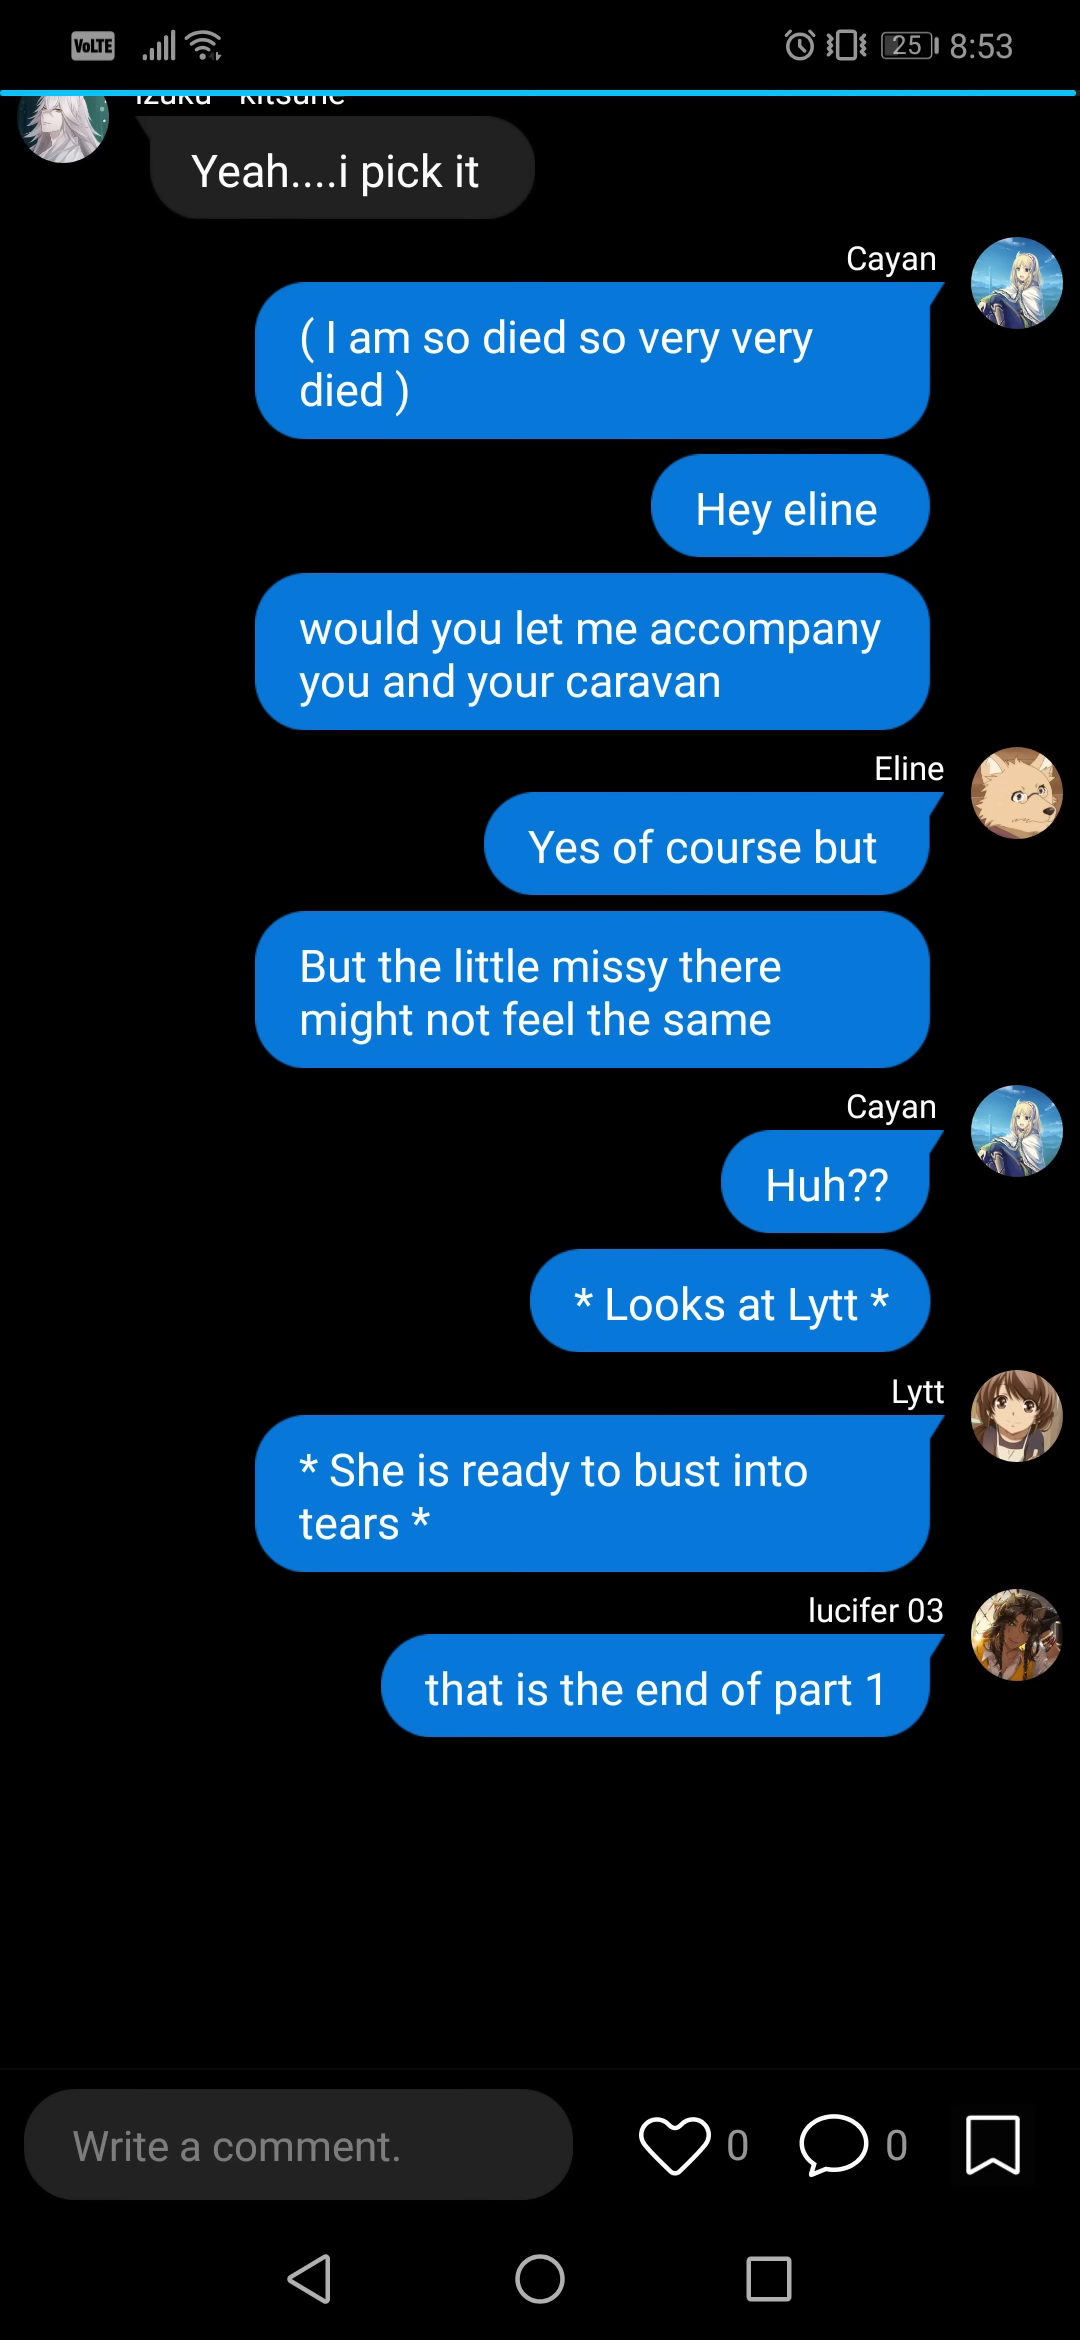 VoLTE 25 8:53
izuku kitsune
Yeah....i pick it
Cayan
( I am so died so very very
died )
Hey eline
would you let me accompany
you and your caravan
Eline
Yes of course but
But the little missy there
might not feel the same
Cayan
Huh??
* Looks at Lytt *
Lytt
* She is ready to bust into
tears *
lucifer 03
that is the end of part 1
Write a comment. 0 0